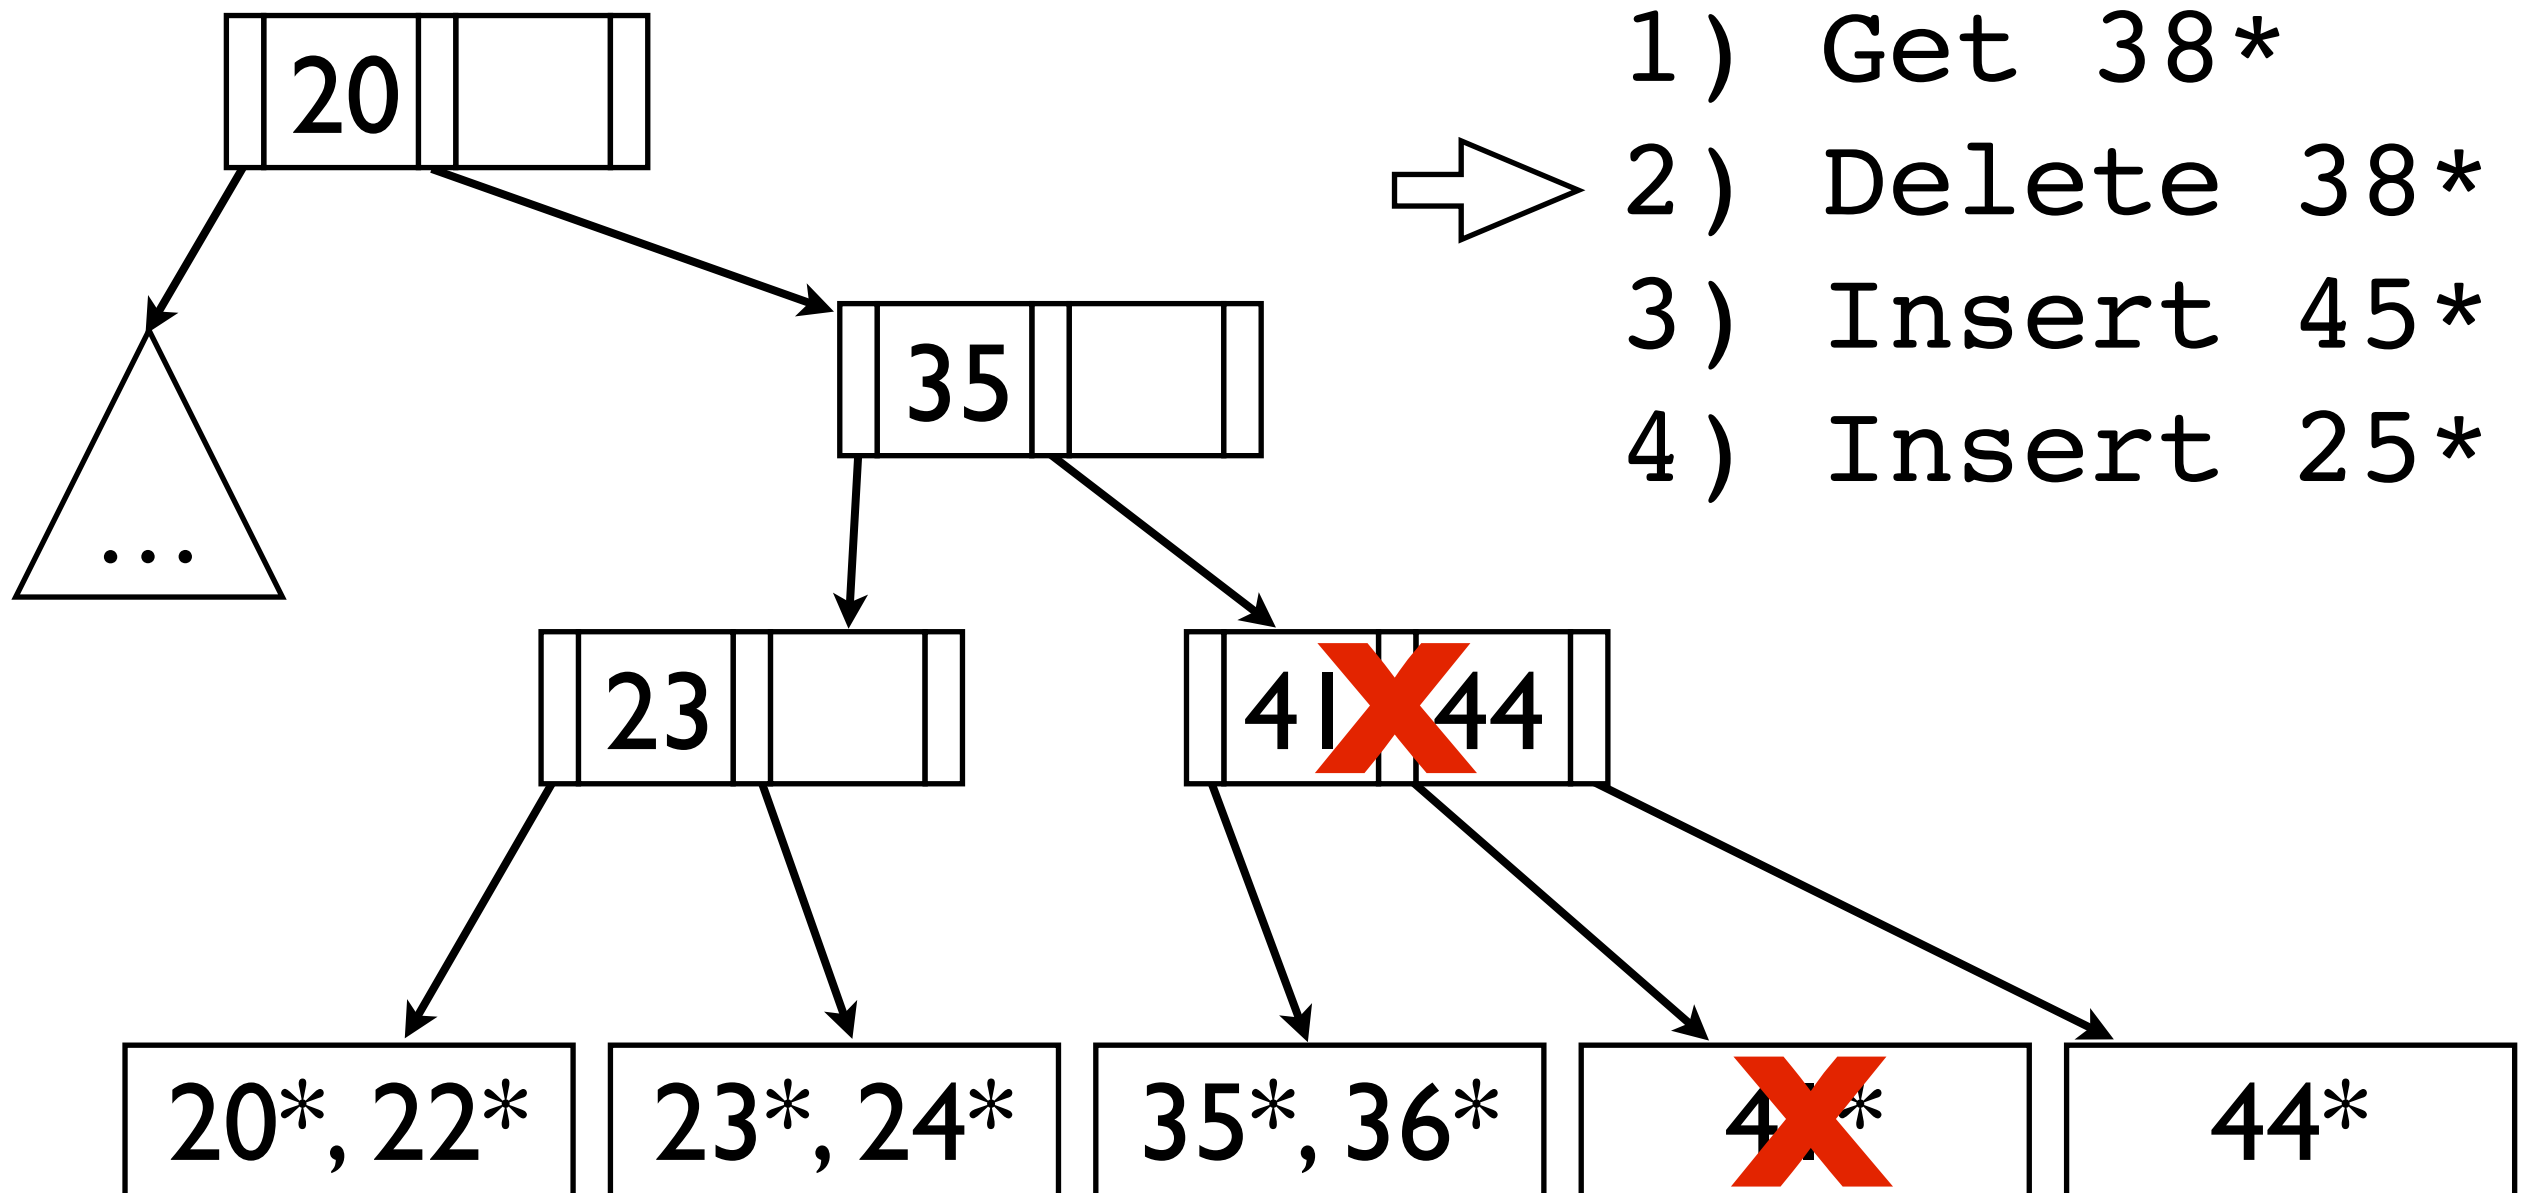 1) Get 38*
2) Delete 38*
3) Insert 45*
4) Insert 25*
20
35
...
23
41 X 44
20*, 22*
23*, 24*
35*, 36*
X
44*